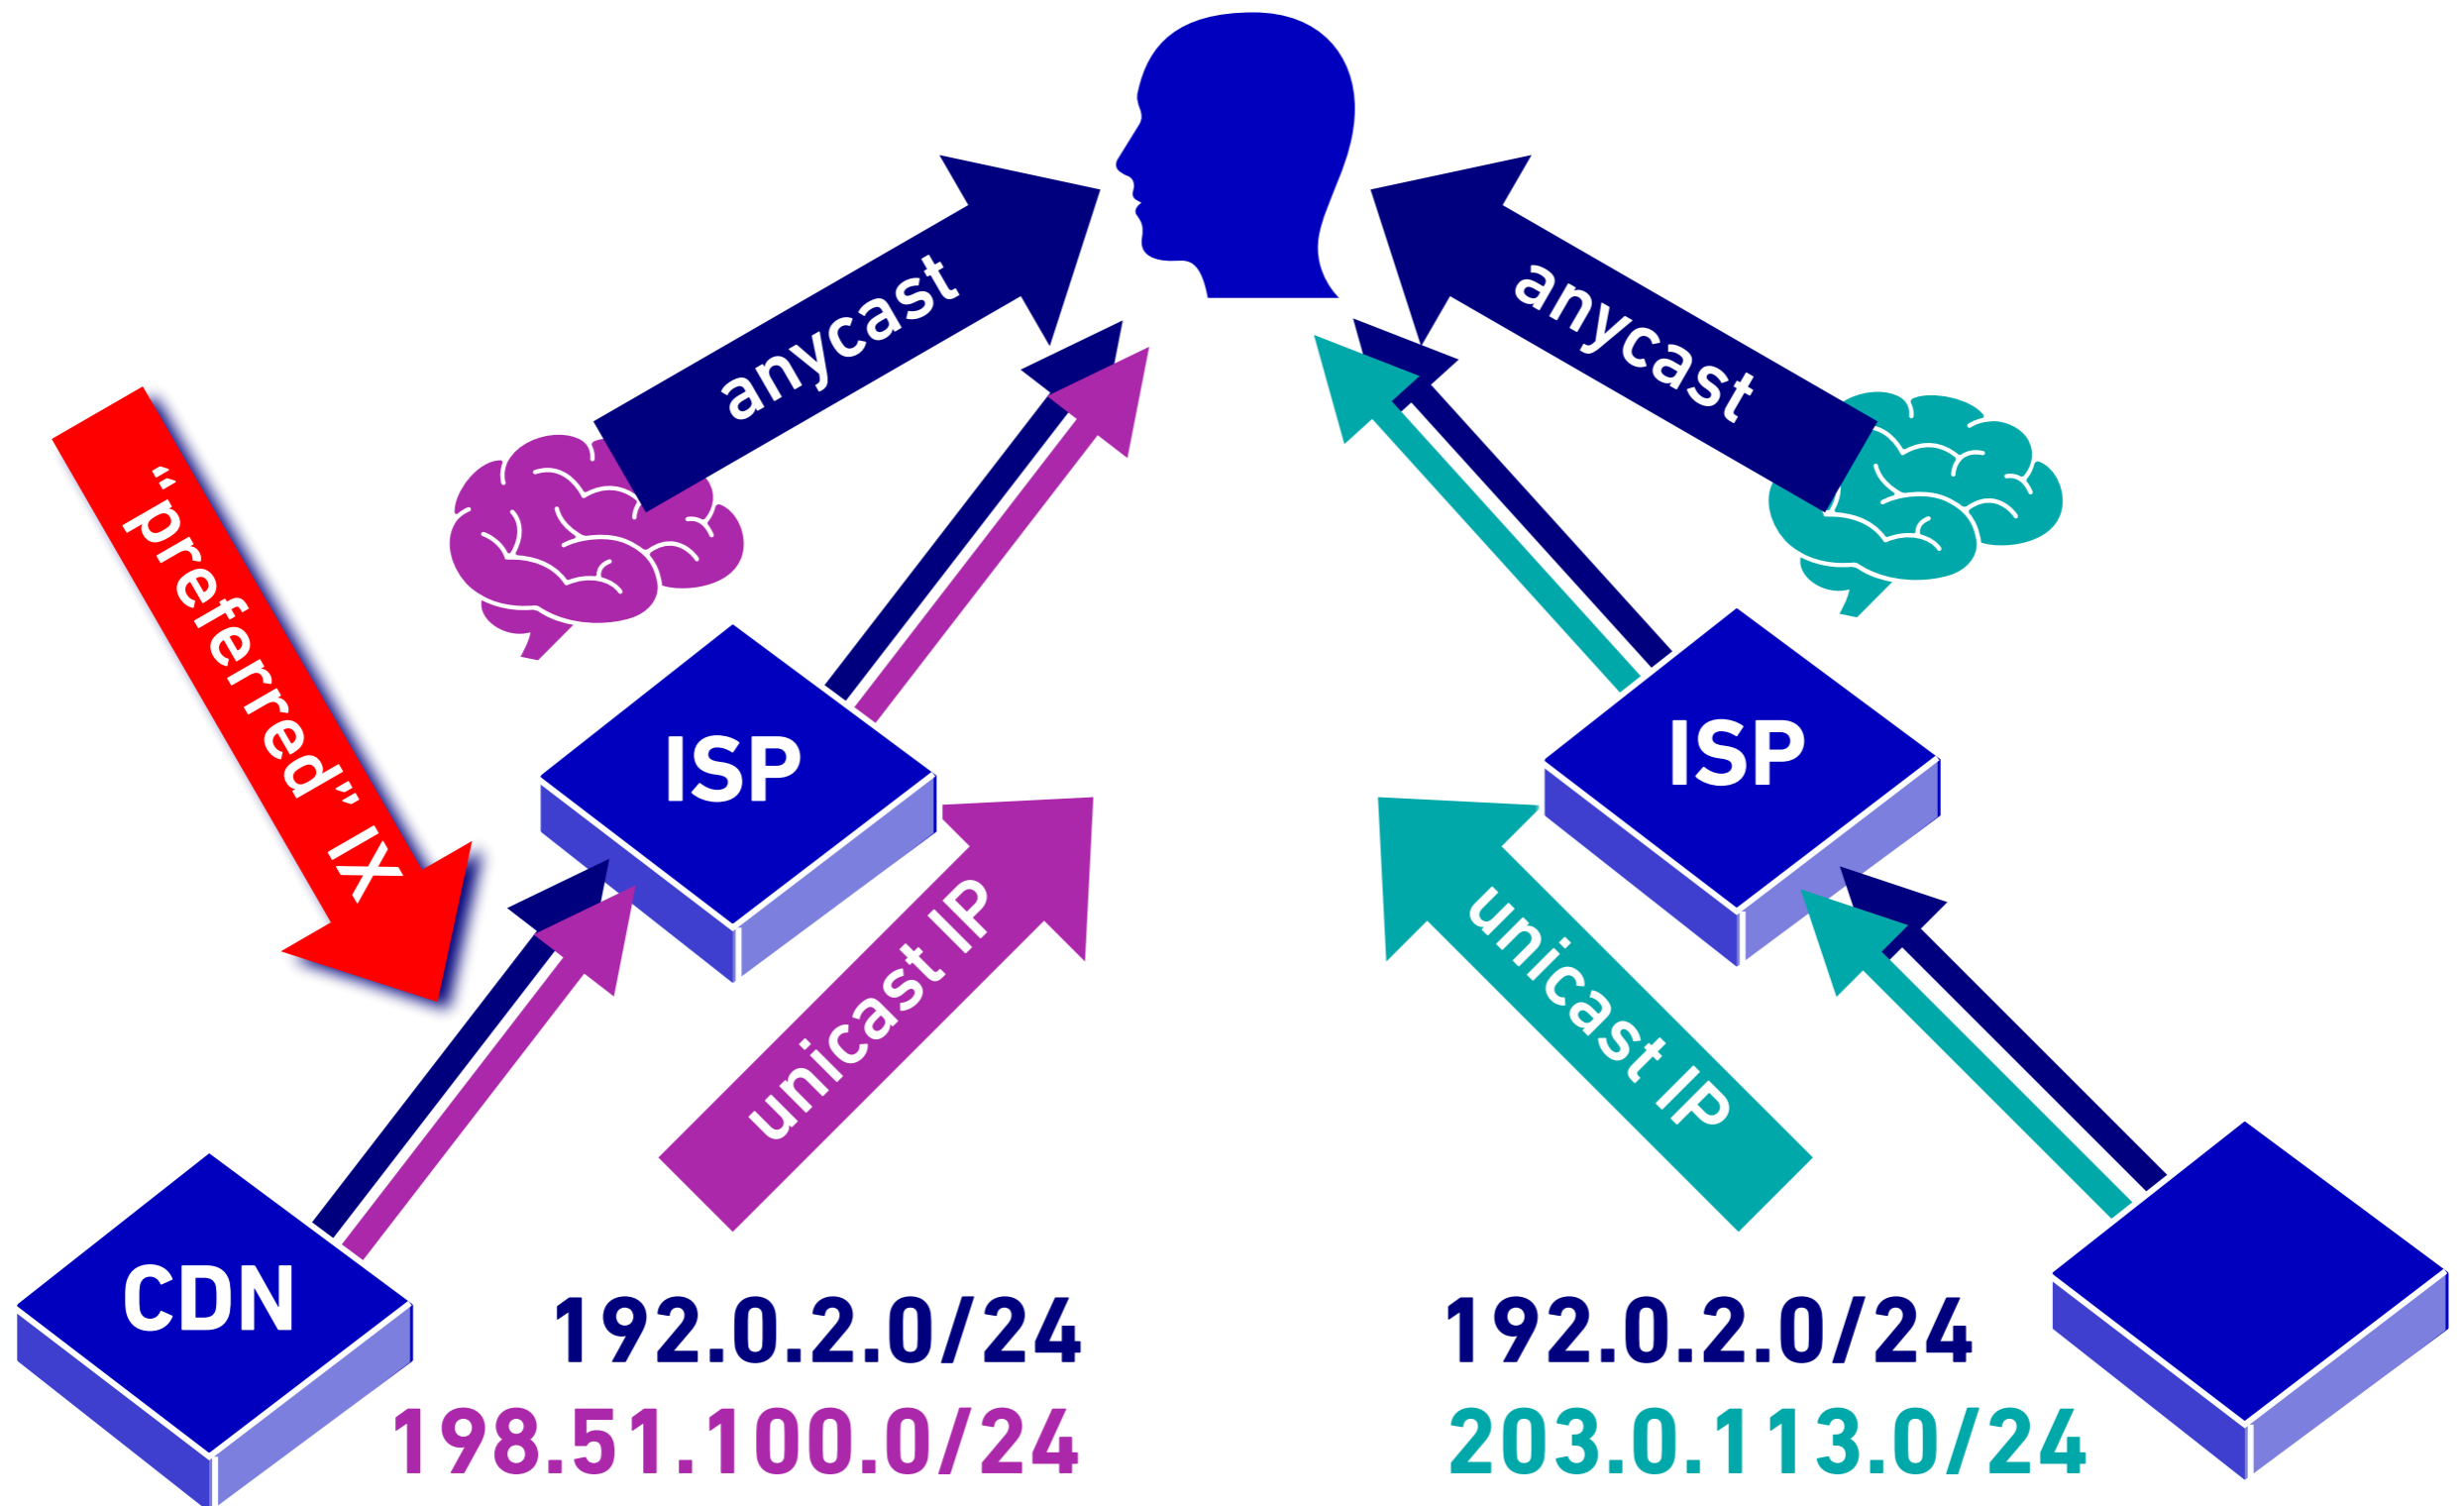 anycast
anycast
"preferred" IX
ISP
ISP
unicast IP
unicast IP
CDN
192.0.2.0/24
198.51.100.0/24
192.0.2.0/24
203.0.113.0/24